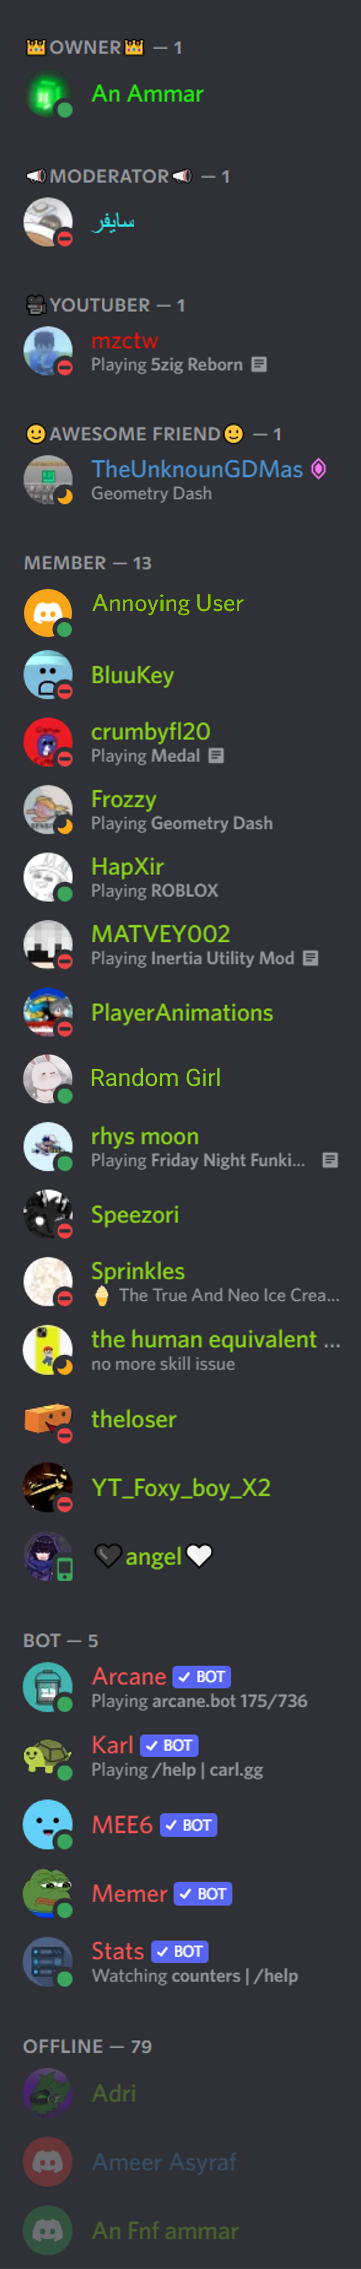 👑OWNER👑 — 1
An Ammar
📢MODERATOR📢 — 1
سايفر
🎥YOUTUBER — 1
mzctw
Playing 5zig Reborn
🙂AWESOME FRIEND🙂 — 1
TheUnknounGDMas
Geometry Dash
MEMBER — 13
Annoying User
BluuKey
crumbyfl20
Playing Medal
Frozzy
Playing Geometry Dash
HapXir
Playing ROBLOX
MATVEY002
Playing Inertia Utility Mod
PlayerAnimations
Random Girl
rhys moon
Playing Friday Night Funki...
Speezori
Sprinkles
🍦 The True And Neo Ice Crea...
the human equivalent ...
no more skill issue
theloser
YT_Foxy_boy_X2
🖤angel🤍
BOT — 5
Arcane ✓ BOT
Playing arcane.bot 175/736
Karl ✓ BOT
Playing /help | carl.gg
MEE6 ✓ BOT
Memer ✓ BOT
Stats ✓ BOT
Watching counters | /help
OFFLINE — 79
Adri
Ameer Asyraf
An Fnf ammar